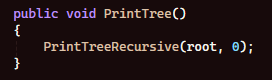 public void PrintTree()
{
    PrintTreeRecursive(root, 0);
}